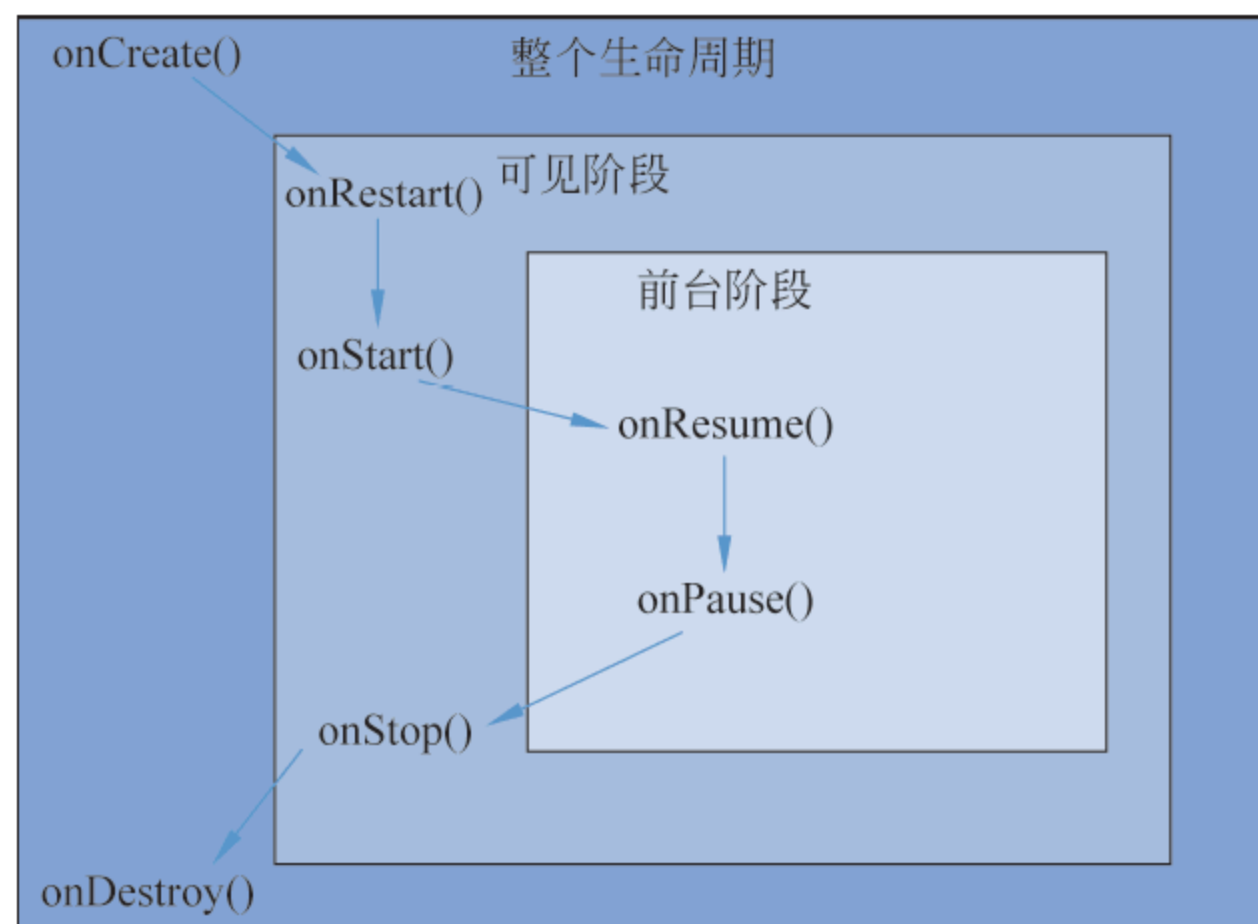 onCreate()
整个生命周期
可见阶段
onRestart()
前台阶段
onStart()
onResume()
onPause()
onStop()
onDestroy()